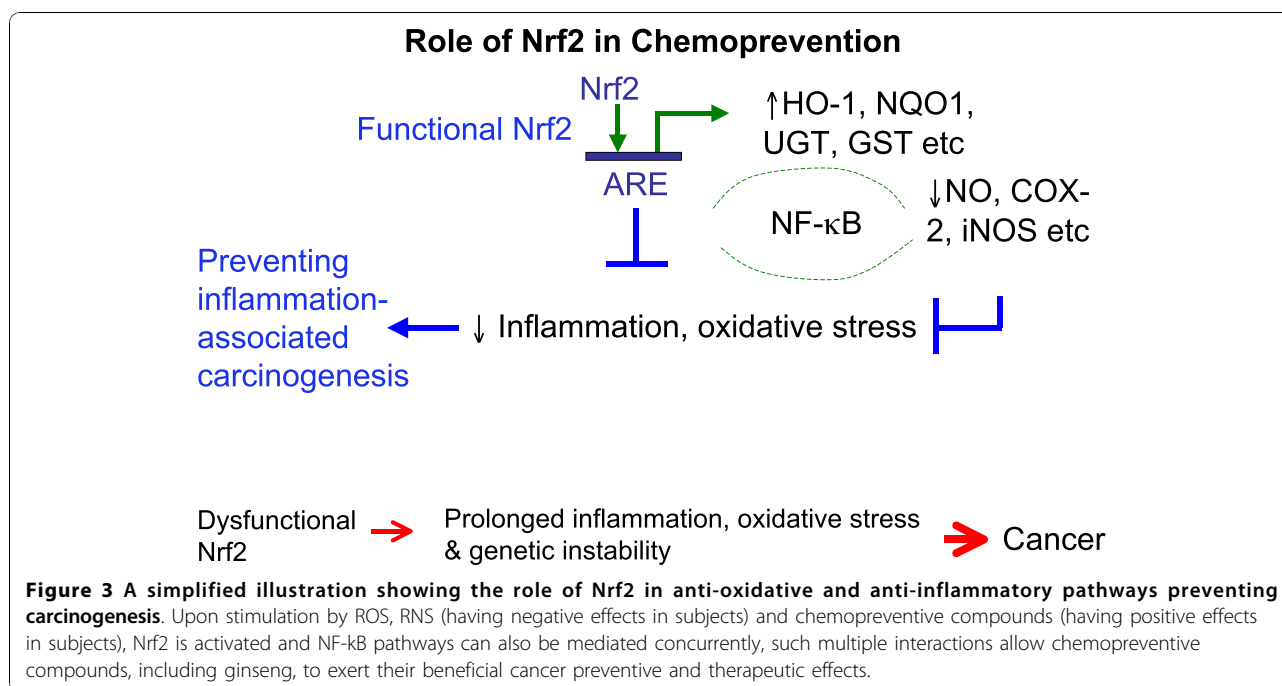 Role of Nrf2 in Chemoprevention
Nrf2
Functional Nrf2
ARE
↑HO-1, NQO1,
UGT, GST etc
NF-κB
↓NO, COX-
2, iNOS etc
Preventing
inflammation-
associated
carcinogenesis
↓ Inflammation, oxidative stress
Dysfunctional
Nrf2
Prolonged inflammation, oxidative stress
& genetic instability
Cancer
Figure 3 A simplified illustration showing the role of Nrf2 in anti-oxidative and anti-inflammatory pathways preventing
carcinogenesis. Upon stimulation by ROS, RNS (having negative effects in subjects) and chemopreventive compounds (having positive effects
in subjects), Nrf2 is activated and NF-kB pathways can also be mediated concurrently, such multiple interactions allow chemopreventive
compounds, including ginseng, to exert their beneficial cancer preventive and therapeutic effects.